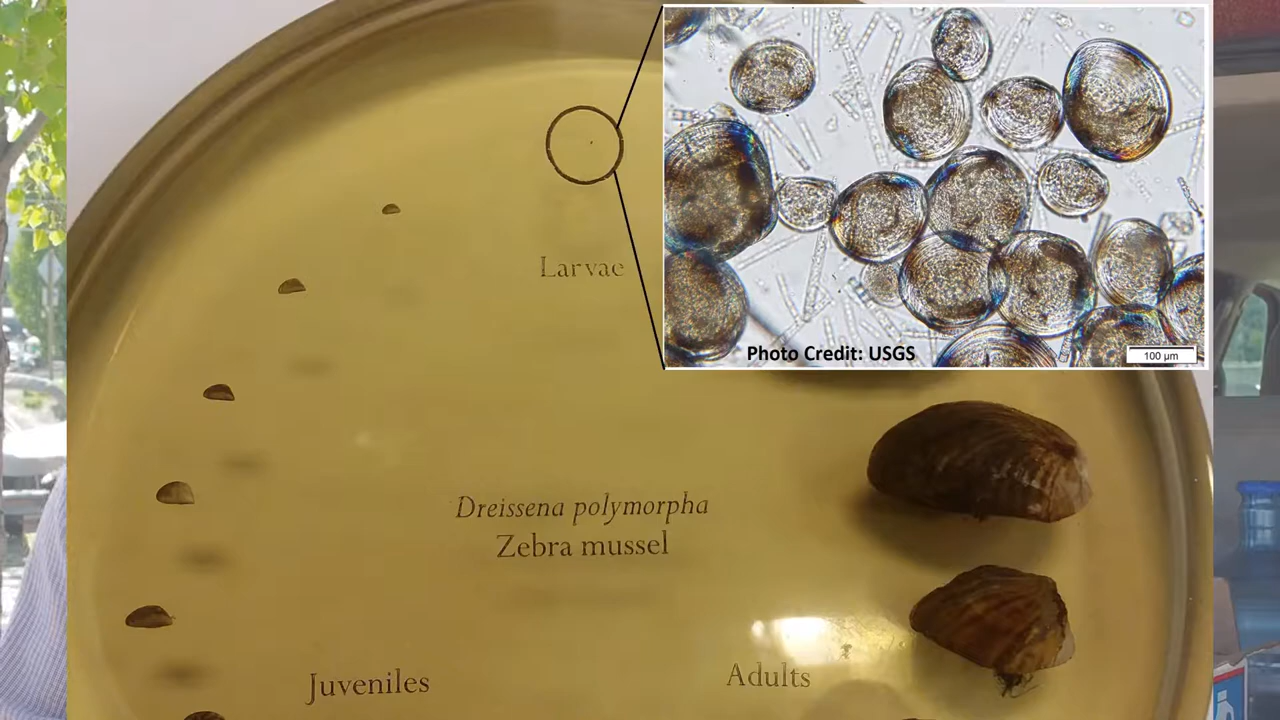 Larvae
Photo Credit: USGS
100 µm
Dreissena polymorpha
Zebra mussel
Juveniles
Adults